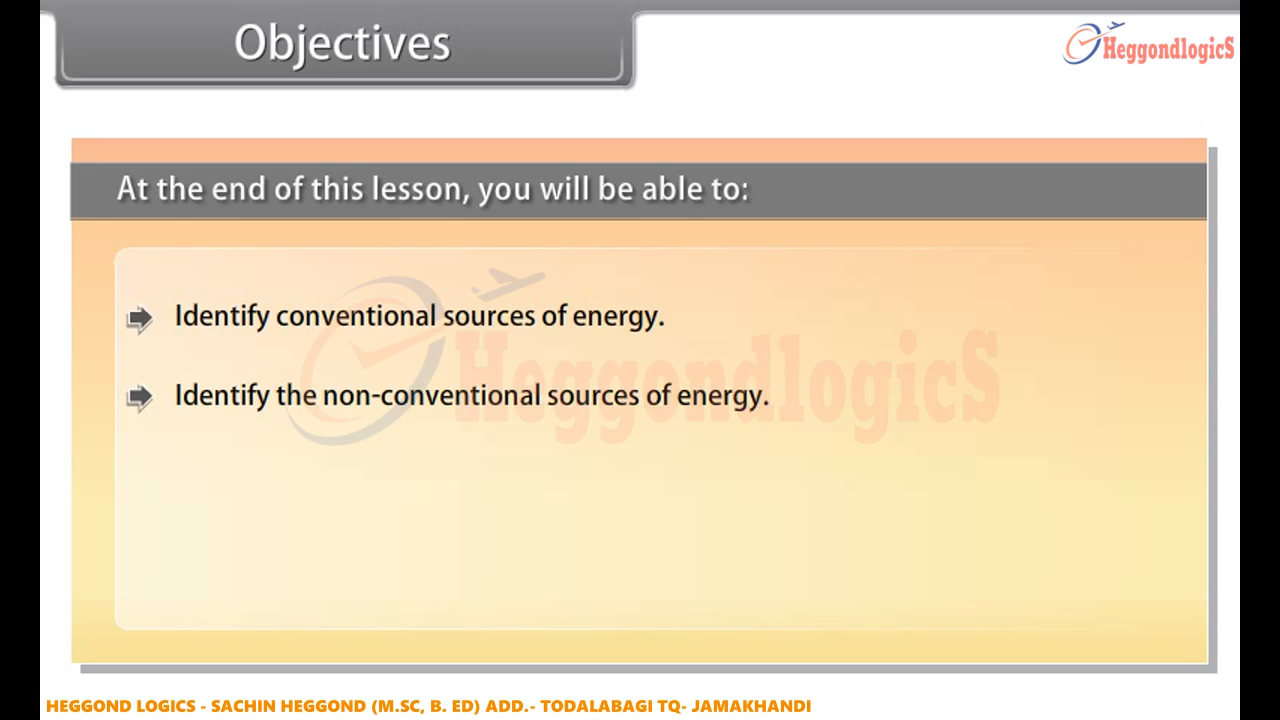 Objectives
HeggondlogicS
At the end of this lesson, you will be able to:
Identify conventional sources of energy.
Identify the non-conventional sources of energy.
HeggondlogicS
HEGGOND LOGICS - SACHIN HEGGOND (M.SC, B. ED) ADD.- TODALABAGI TQ- JAMAKHANDI